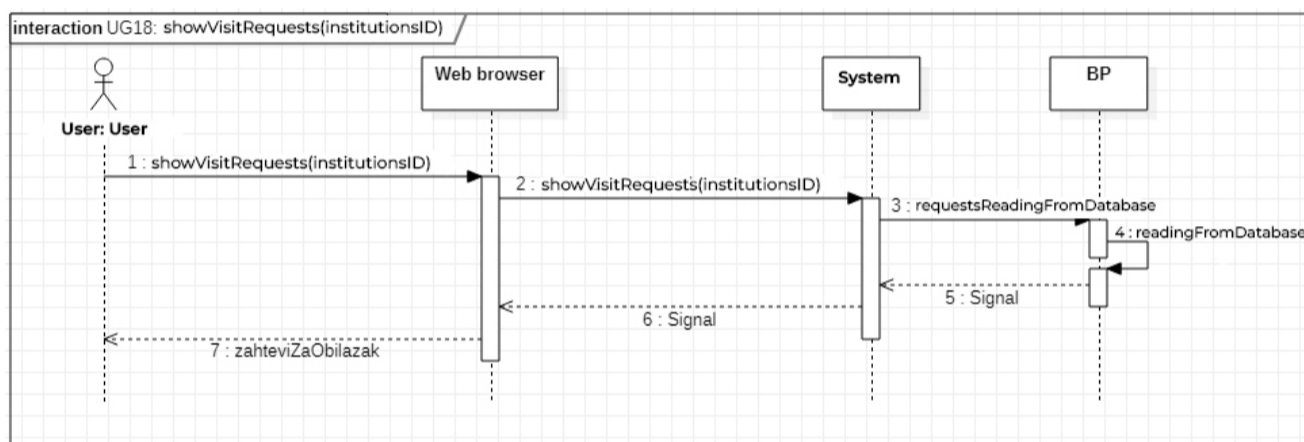 interaction UG18: showVisitRequests(institutionsID)
Web browser
System
BP
User: User
1 : showVisitRequests(institutionsID)
2 : showVisitRequests(institutionsID)
3 : requestsReadingFromDatabase
4 : readingFromDatabase
5 : Signal
6 : Signal
7 : zahteviZaObilazak